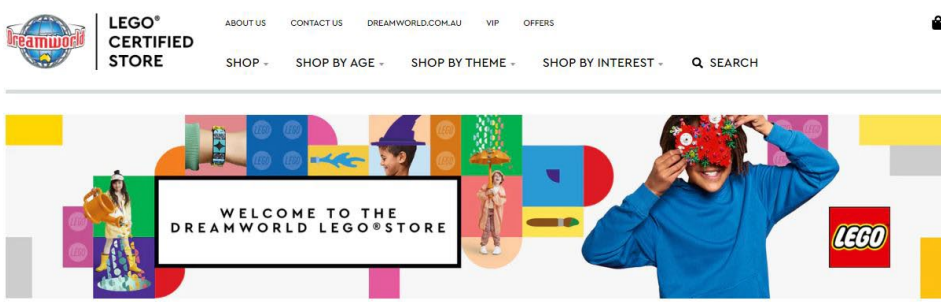 Dreamworld
LEGO®
CERTIFIED
STORE
ABOUT US CONTACT US DREAMWORLD.COM.AU VIP OFFERS
SHOP SHOP BY AGE SHOP BY THEME SHOP BY INTEREST SEARCH
WELCOME TO THE
DREAMWORLD LEGO®STORE
LEGO